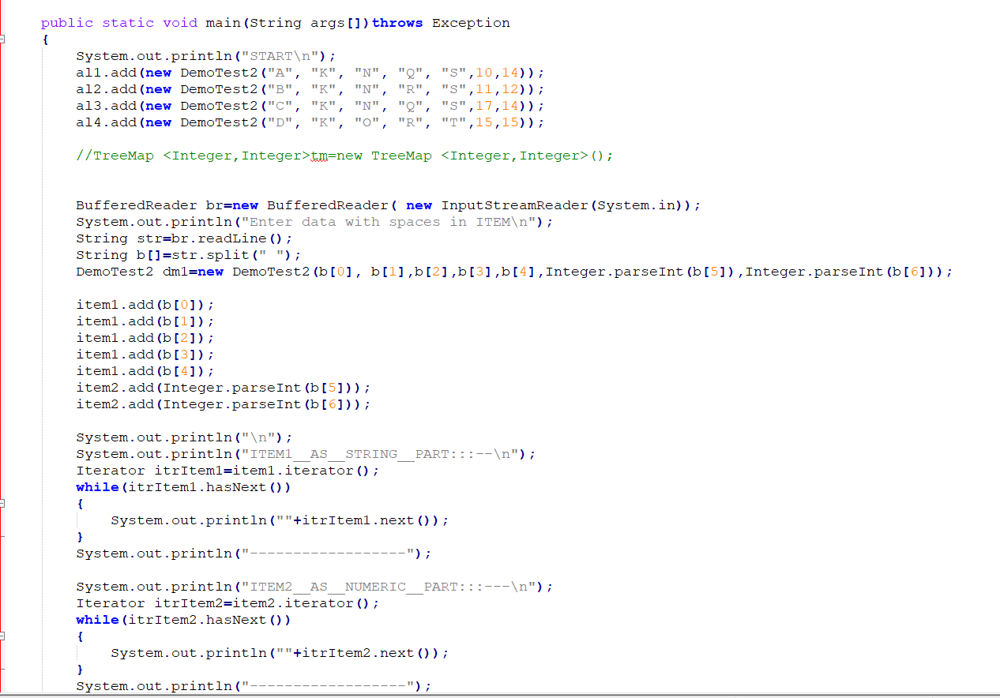 public static void main(String args[])throws Exception
{
System.out.println("START\n");
al1.add(new DemoTest2("A", "K", "N", "Q", "S",10,14));
al2.add(new DemoTest2("B", "K", "N", "R", "S",11,12));
al3.add(new DemoTest2("C", "K", "N", "Q", "S",17,14));
al4.add(new DemoTest2("D", "K", "O", "R", "T",15,15));
//TreeMap <Integer,Integer>tm=new TreeMap <Integer,Integer>();
BufferedReader br=new BufferedReader( new InputStreamReader(System.in));
System.out.println("Enter data with spaces in ITEM\n");
String str=br.readLine();
String b[]=str.split(" ");
DemoTest2 dm1=new DemoTest2(b[0], b[1],b[2],b[3],b[4],Integer.parseInt(b[5]),Integer.parseInt(b[6]));
item1.add(b[0]);
item1.add(b[1]);
item1.add(b[2]);
item1.add(b[3]);
item1.add(b[4]);
item2.add(Integer.parseInt(b[5]));
item2.add(Integer.parseInt(b[6]));
System.out.println("\n");
System.out.println("ITEM1__AS__STRING__PART:::--\n");
Iterator itrItem1=item1.iterator();
while(itrItem1.hasNext())
{
System.out.println(""+itrItem1.next());
}
System.out.println("------------------");
System.out.println("ITEM2__AS__NUMERIC__PART:::---\n");
Iterator itrItem2=item2.iterator();
while(itrItem2.hasNext())
{
System.out.println(""+itrItem2.next());
}
System.out.println("------------------");